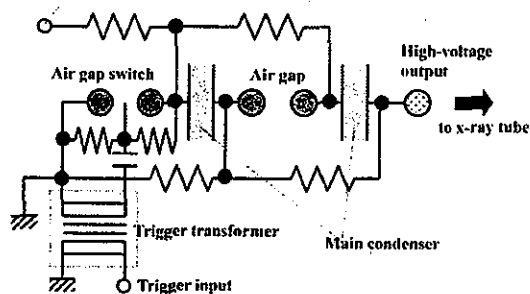 High-voltage
output
Air gap switch
Air gap
to x-ray tube
Trigger transformer
Main condenser
Trigger input